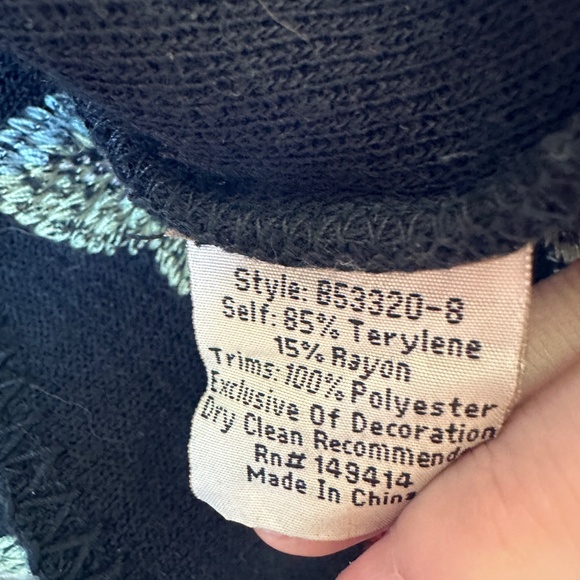 Style: B53320-8
Self: 85% Terylene
15% Rayon
Trims: 100% Polyester
Exclusive Of Decoration
Dry Clean Recommende
Rn# 149414
Made In China